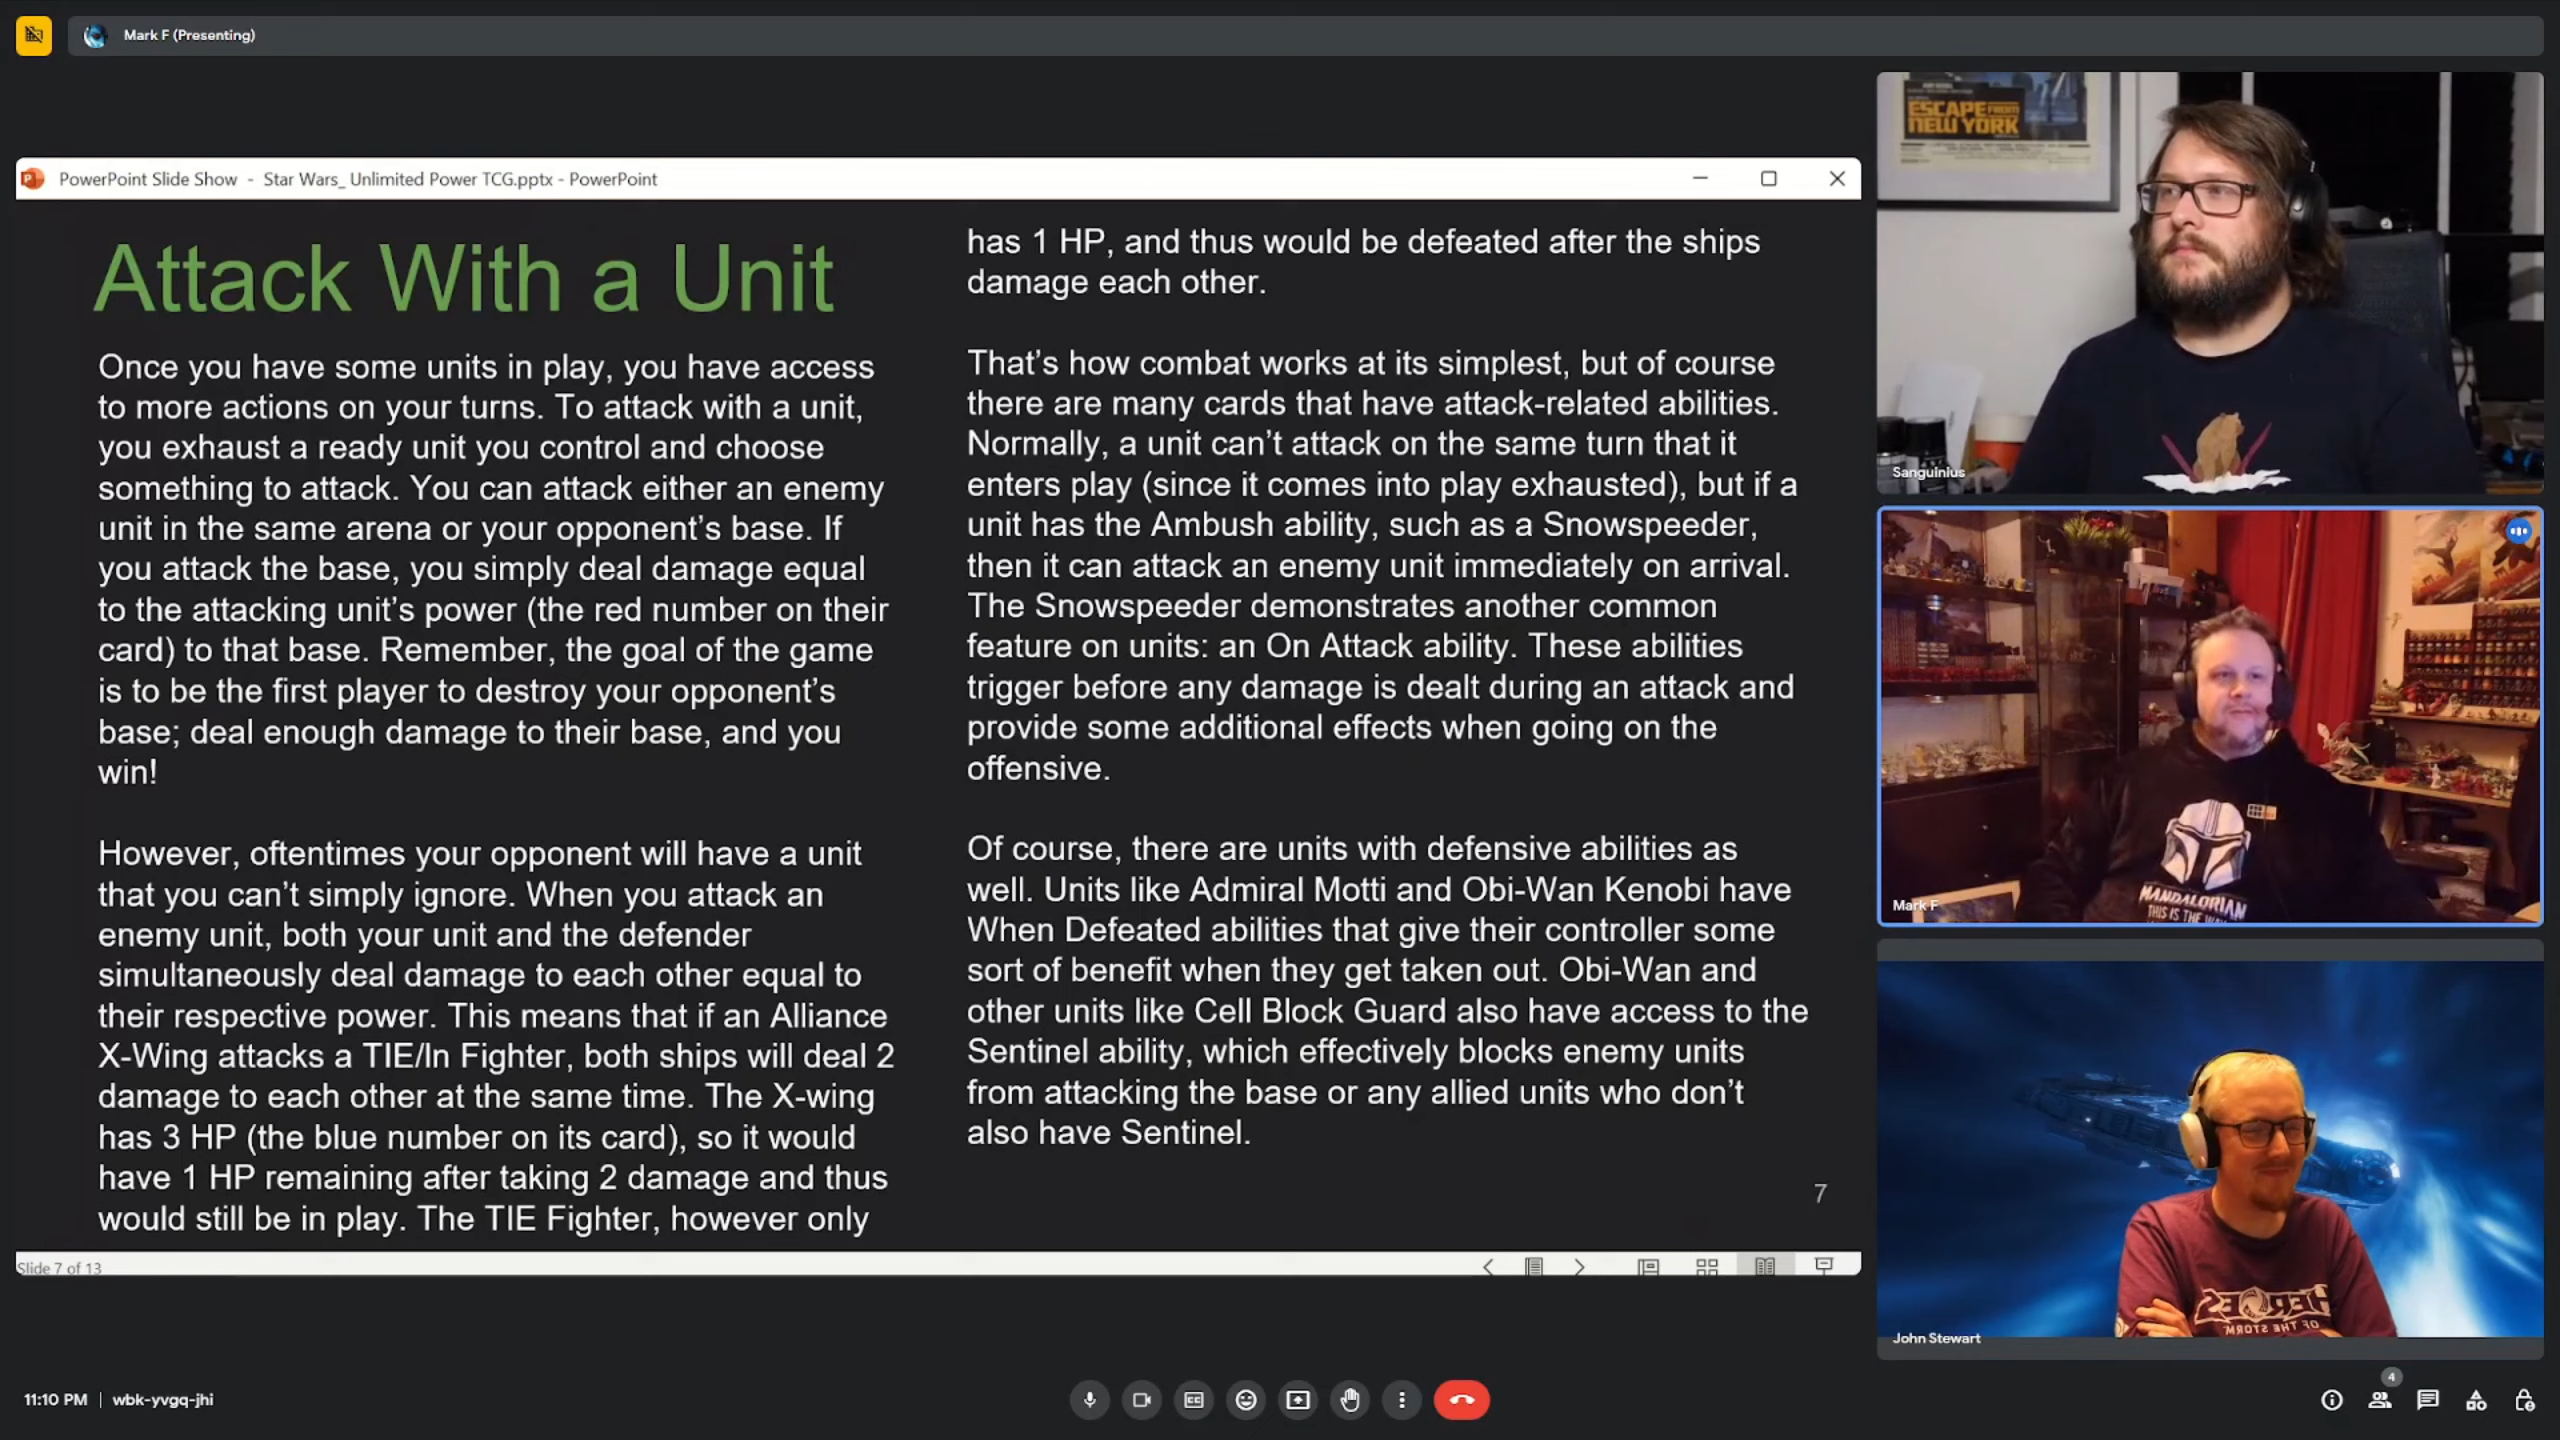 Mark F (Presenting)
PowerPoint Slide Show - Star Wars_ Unlimited Power TCG.pptx - PowerPoint
Attack With a Unit
Once you have some units in play, you have access
to more actions on your turns. To attack with a unit,
you exhaust a ready unit you control and choose
something to attack. You can attack either an enemy
unit in the same arena or your opponent’s base. If
you attack the base, you simply deal damage equal
to the attacking unit’s power (the red number on their
card) to that base. Remember, the goal of the game
is to be the first player to destroy your opponent’s
base; deal enough damage to their base, and you
win!
However, oftentimes your opponent will have a unit
that you can’t simply ignore. When you attack an
enemy unit, both your unit and the defender
simultaneously deal damage to each other equal to
their respective power. This means that if an Alliance
X-Wing attacks a TIE/ln Fighter, both ships will deal 2
damage to each other at the same time. The X-wing
has 3 HP (the blue number on its card), so it would
have 1 HP remaining after taking 2 damage and thus
would still be in play. The TIE Fighter, however only
has 1 HP, and thus would be defeated after the ships
damage each other.
That’s how combat works at its simplest, but of course
there are many cards that have attack-related abilities.
Normally, a unit can’t attack on the same turn that it
enters play (since it comes into play exhausted), but if a
unit has the Ambush ability, such as a Snowspeeder,
then it can attack an enemy unit immediately on arrival.
The Snowspeeder demonstrates another common
feature on units: an On Attack ability. These abilities
trigger before any damage is dealt during an attack and
provide some additional effects when going on the
offensive.
Of course, there are units with defensive abilities as
well. Units like Admiral Motti and Obi-Wan Kenobi have
When Defeated abilities that give their controller some
sort of benefit when they get taken out. Obi-Wan and
other units like Cell Block Guard also have access to the
Sentinel ability, which effectively blocks enemy units
from attacking the base or any allied units who don’t
also have Sentinel.
7
Slide 7 of 13
ESCAPE FROM
NEW YORK
Sanguinius
MANDALORIAN
THIS IS THE
Mark F
HEROES
OF THE STORM
John Stewart
11:10 PM | wbk-yvgq-jhi
4